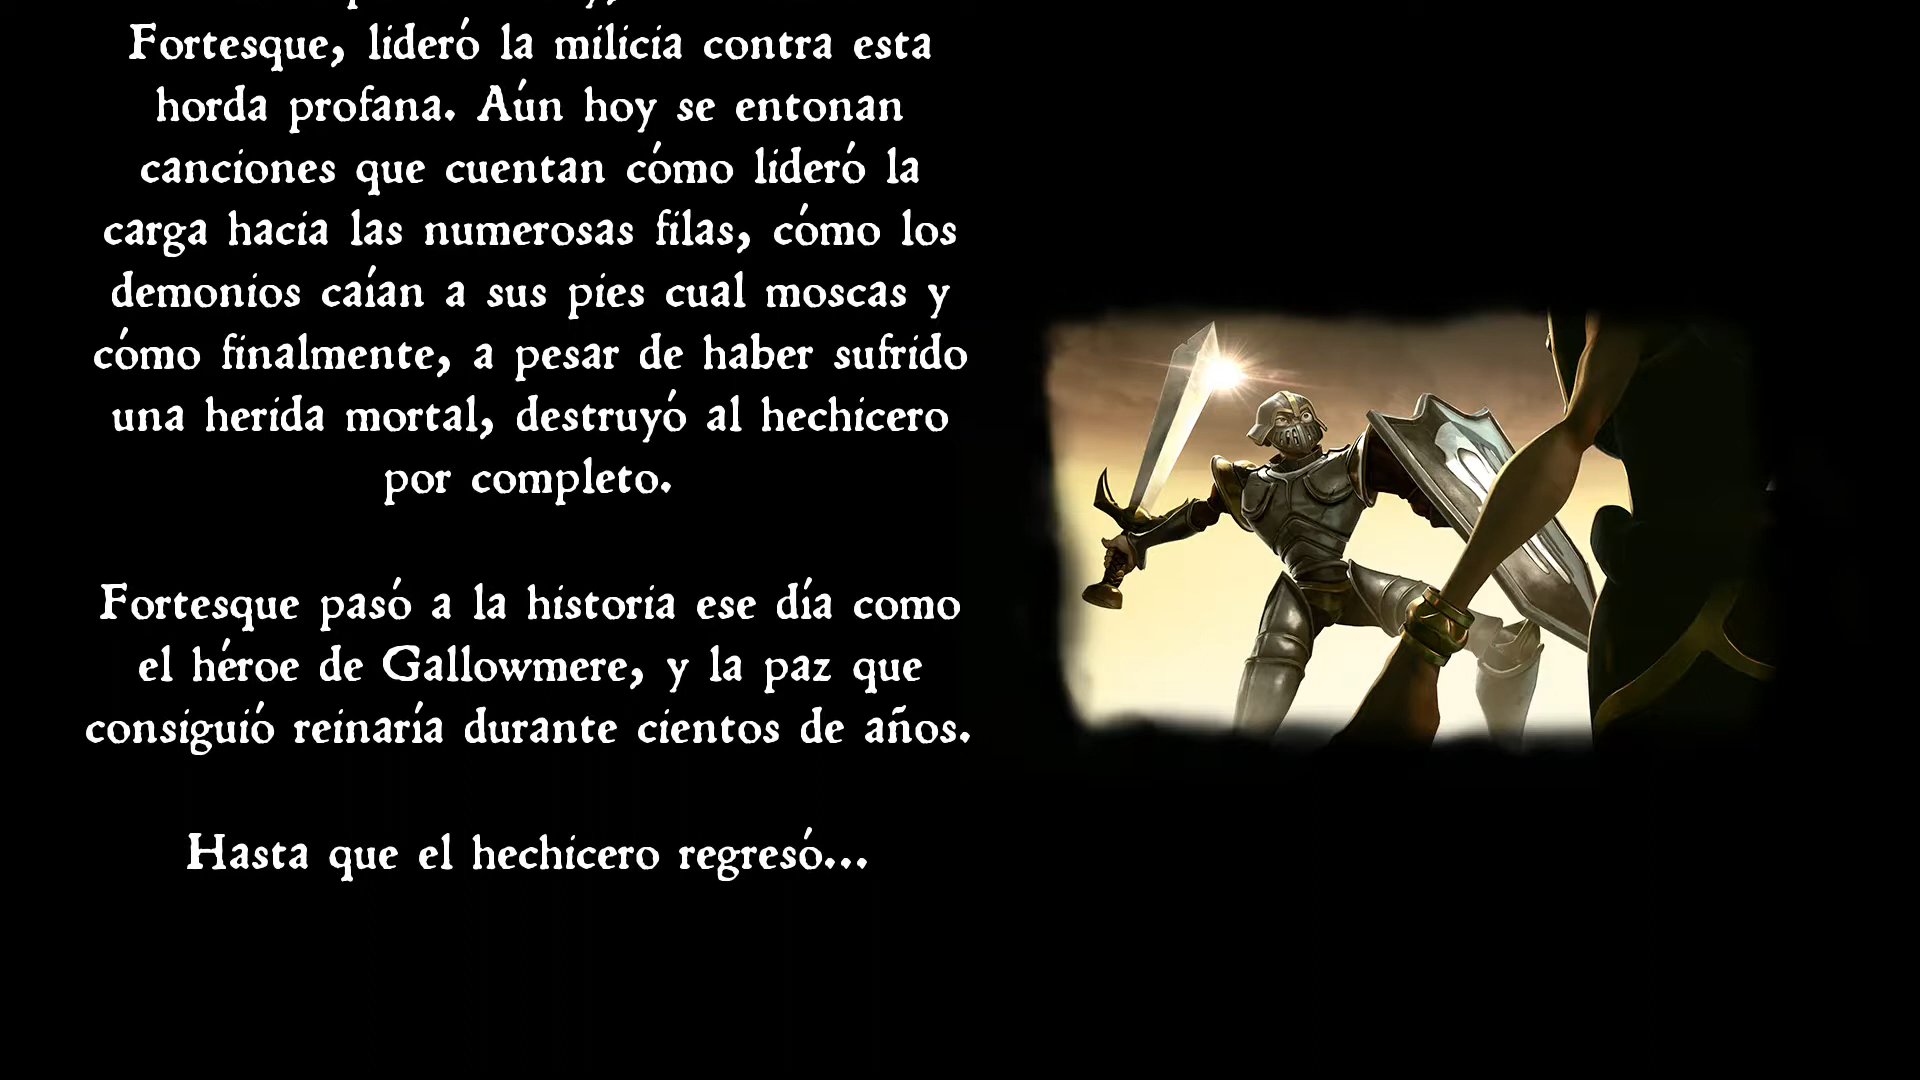 Fortesque, lideró la milicia contra esta
horda profana. Aún hoy se entonan
canciones que cuentan cómo lideró la
carga hacia las numerosas filas, cómo los
demonios caían a sus pies cual moscas y
cómo finalmente, a pesar de haber sufrido
una herida mortal, destruyó al hechicero
por completo.
Fortesque pasó a la historia ese día como
el héroe de Gallowmere, y la paz que
consiguió reinaría durante cientos de años.
Hasta que el hechicero regresó...